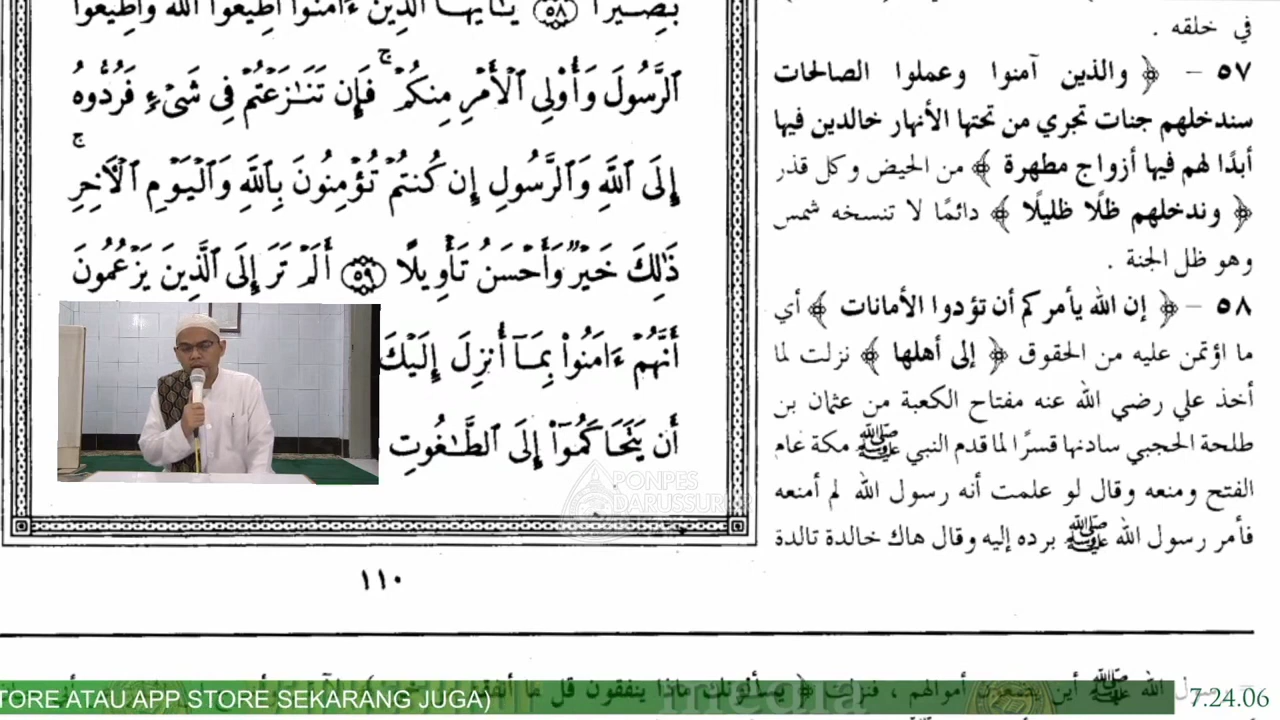 بَصِيرًا ٥٨ يَـٰٓأَيُّهَا ٱلَّذِينَ ءَامَنُوٓا۟ أَطِيعُوا۟ ٱللَّهَ وَأَطِيعُوا۟
ٱلرَّسُولَ وَأُو۟لِى ٱلْأَمْرِ مِنكُمْ ۖ فَإِن تَنَـٰزَعْتُمْ فِى شَىْءٍ فَرُدُّوهُ
إِلَى ٱللَّهِ وَٱلرَّسُولِ إِن كُنتُمْ تُؤْمِنُونَ بِٱللَّهِ وَٱلْيَوْمِ ٱلْـَٔاخِرِ ۚ
ذَٰلِكَ خَيْرٌ وَأَحْسَنُ تَأْوِيلًا ٥٩ أَلَمْ تَرَ إِلَى ٱلَّذِينَ يَزْعُمُونَ
أَنَّهُمْ ءَامَنُوا۟ بِمَآ أُنزِلَ إِلَيْكَ
أَن يَتَحَاكَمُوٓا۟ إِلَى ٱلطَّـٰغُوتِ
١١٠
في خلقه .
٥٧ – ﴿ والذين آمنوا وعملوا الصالحات
سندخلهم جنات تجري من تحتها الأنهار خالدين فيها
أبدًا لهم فيها أزواج مطهرة ﴾ من الحيض وكل قذر
﴿ وندخلهم ظلًا ظليلًا ﴾ دائمًا لا تنسخه شمس
وهو ظل الجنة .
٥٨ – ﴿ إن الله يأمركم أن تؤدوا الأمانات ﴾ أي
ما اؤتمن عليه من الحقوق ﴿ إلى أهلها ﴾ نزلت لما
أخذ علي رضي الله عنه مفتاح الكعبة من عثمان بن
طلحة الحجبي سادنها قسرًا لما قدم النبي ﷺ مكة عام
الفتح ومنعه وقال لو علمت أنه رسول الله لم أمنعه
فأمر رسول الله ﷺ برده إليه وقال هاك خالدة تالدة
PONPES
DARUSSUR
media
TORE ATAU APP STORE SEKARANG JUGA)
7.24.06